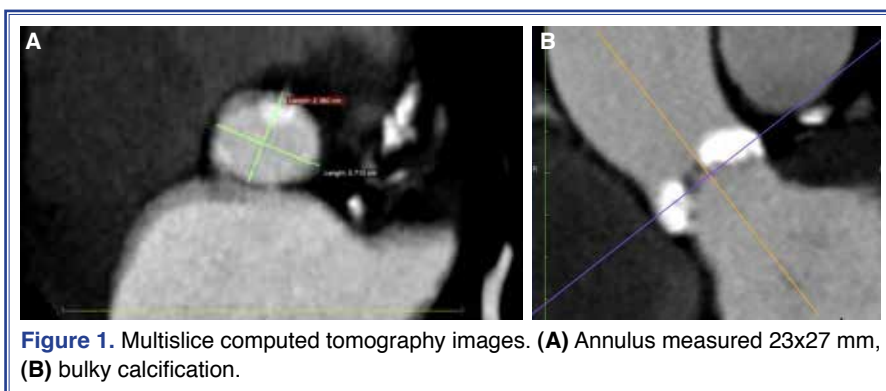 A
B
Figure 1. Multislice computed tomography images. (A) Annulus measured 23x27 mm,
(B) bulky calcification.